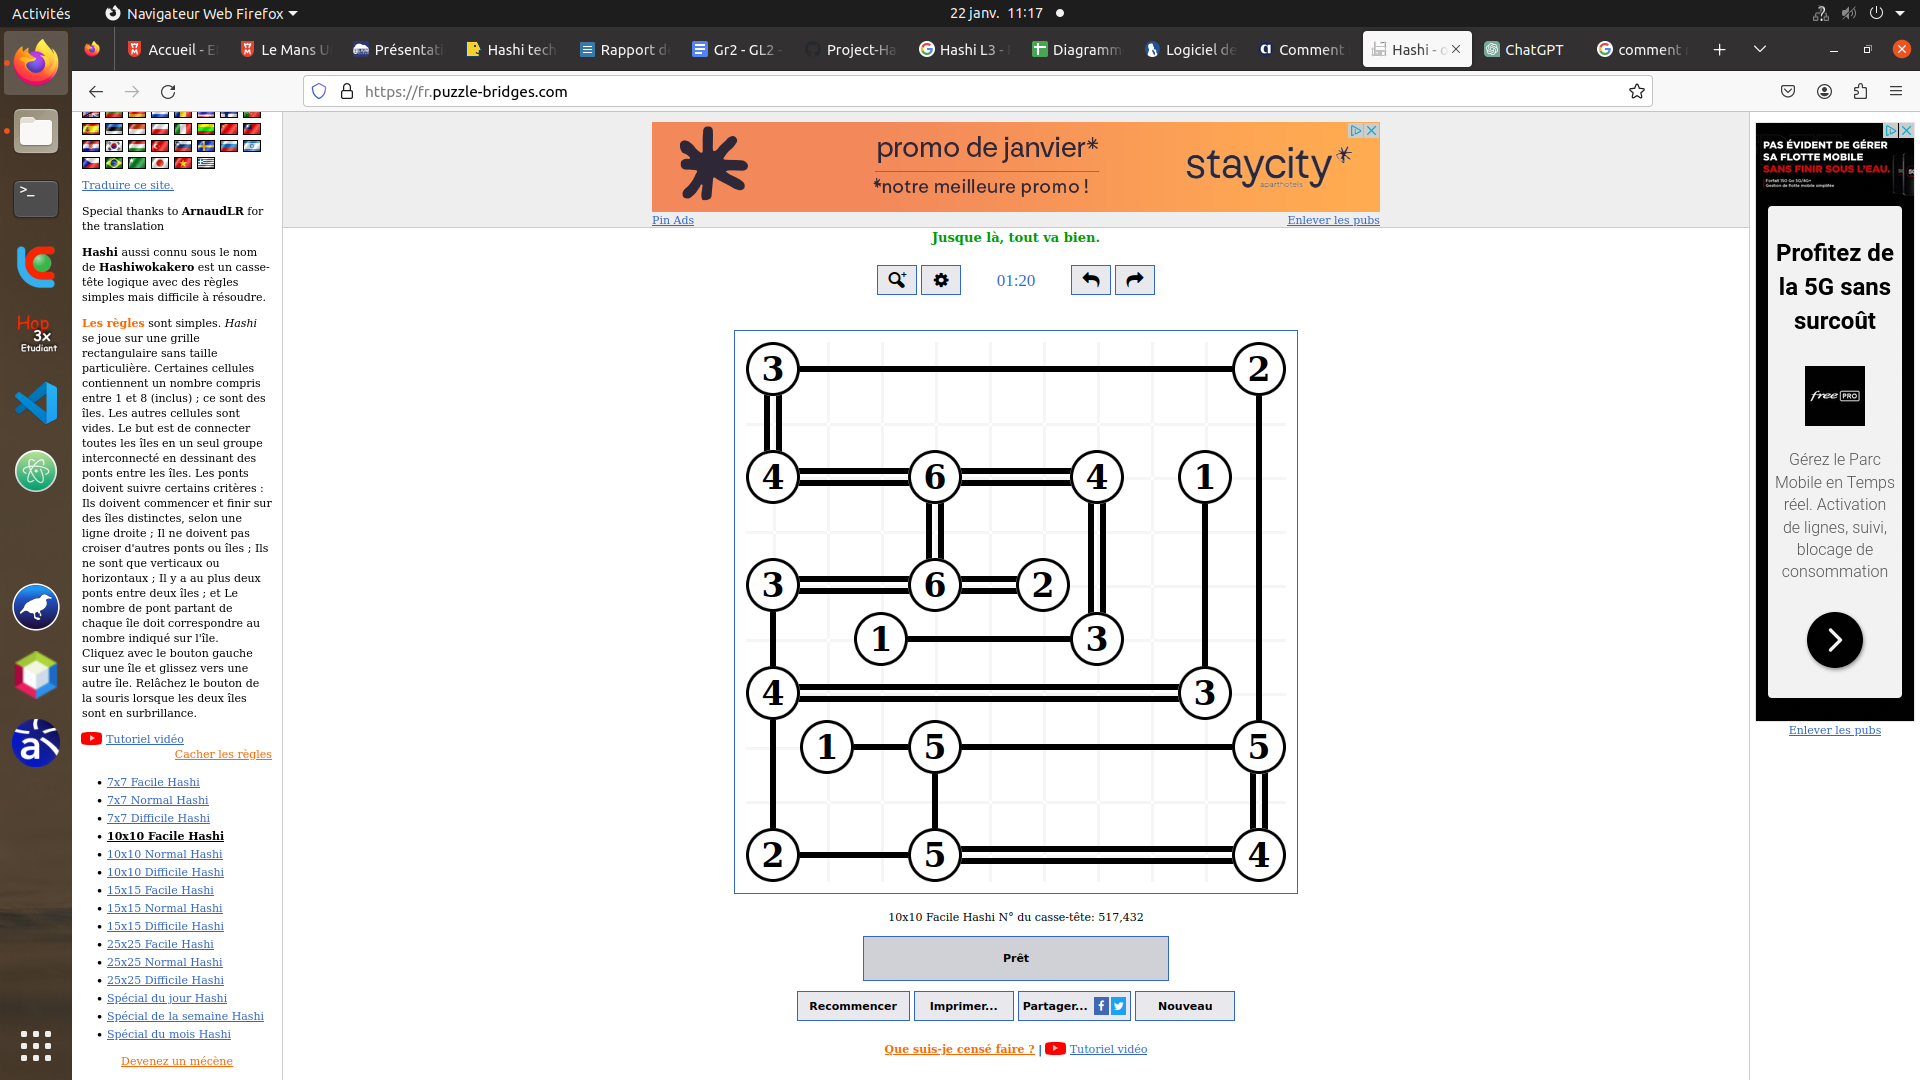 Activités
Navigateur Web Firefox
22 janv. 11:17
Accueil - E
Le Mans U
Présentati
Hashi tech
Rapport d
Gr2 - GL2 -
Project-Ha
Hashi L3 -
Diagramm
Logiciel de
Comment
Hashi - o
ChatGPT
comment
https://fr.puzzle-bridges.com
Traduire ce site.
Special thanks to ArnaudLR for
the translation
Hashi aussi connu sous le nom
de Hashiwokakero est un casse-
tête logique avec des règles
simples mais difficile à résoudre.
Les règles sont simples. Hashi
se joue sur une grille
rectangulaire sans taille
particulière. Certaines cellules
contiennent un nombre compris
entre 1 et 8 (inclus) ; ce sont des
îles. Les autres cellules sont
vides. Le but est de connecter
toutes les îles en un seul groupe
interconnecté en dessinant des
ponts entre les îles. Les ponts
doivent suivre certains critères :
Ils doivent commencer et finir sur
des îles distinctes, selon une
ligne droite ; Il ne doivent pas
croiser d'autres ponts ou îles ; Ils
ne sont que verticaux ou
horizontaux ; Il y a au plus deux
ponts entre deux îles ; et Le
nombre de pont partant de
chaque île doit correspondre au
nombre indiqué sur l'île.
Cliquez avec le bouton gauche
sur une île et glissez vers une
autre île. Relâchez le bouton de
la souris lorsque les deux îles
sont en surbrillance.
Tutoriel vidéo
Cacher les règles
7x7 Facile Hashi
7x7 Normal Hashi
7x7 Difficile Hashi
10x10 Facile Hashi
10x10 Normal Hashi
10x10 Difficile Hashi
15x15 Facile Hashi
15x15 Normal Hashi
15x15 Difficile Hashi
25x25 Facile Hashi
25x25 Normal Hashi
25x25 Difficile Hashi
Spécial du jour Hashi
Spécial de la semaine Hashi
Spécial du mois Hashi
Devenez un mécène
Hop
3x
Etudiant
promo de janvier*
*notre meilleure promo !
staycity
aparthotels
Pin Ads
Enlever les pubs
Jusque là, tout va bien.
01:20
3 2
4 6 4 1
3 6 2
1 3
4 3
1 5 5
2 5 4
10x10 Facile Hashi N° du casse-tête: 517,432
Prêt
Recommencer
Imprimer...
Partager...
Nouveau
Que suis-je censé faire ? | Tutoriel vidéo
PAS ÉVIDENT DE GÉRER
SA FLOTTE MOBILE
SANS FINIR SOUS L'EAU.
Profitez de
la 5G sans
surcoût
free PRO
Gérez le Parc
Mobile en Temps
réel. Activation
de lignes, suivi,
blocage de
consommation
Enlever les pubs